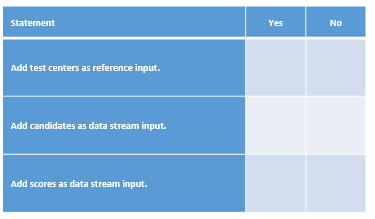 Statement Yes No
Add test centers as reference input.
Add candidates as data stream input.
Add scores as data stream input.